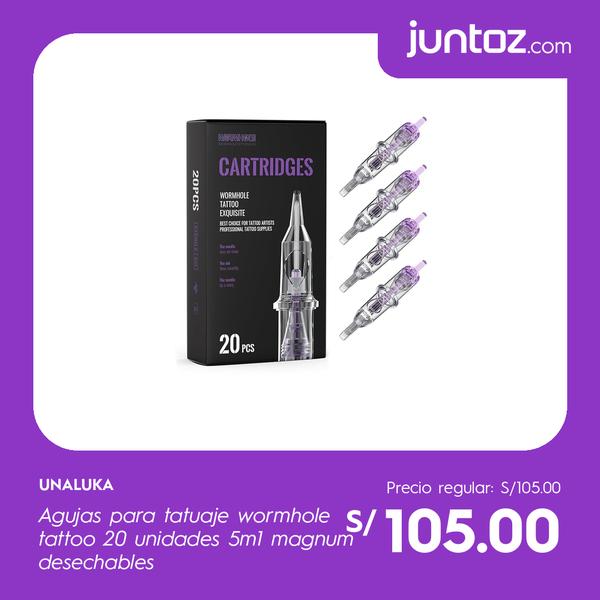 juntoz.com
CARTRIDGES
WORMHOLE
TATTOO
EXQUISITE
BEST CHOICE FOR TATTOO ARTISTS
PROFESSIONAL TATTOO SUPPLIES
20PCS
20 PCS
UNALUKA
Agujas para tatuaje wormhole
tattoo 20 unidades 5m1 magnum
desechables
Precio regular: S/105.00
S/ 105.00